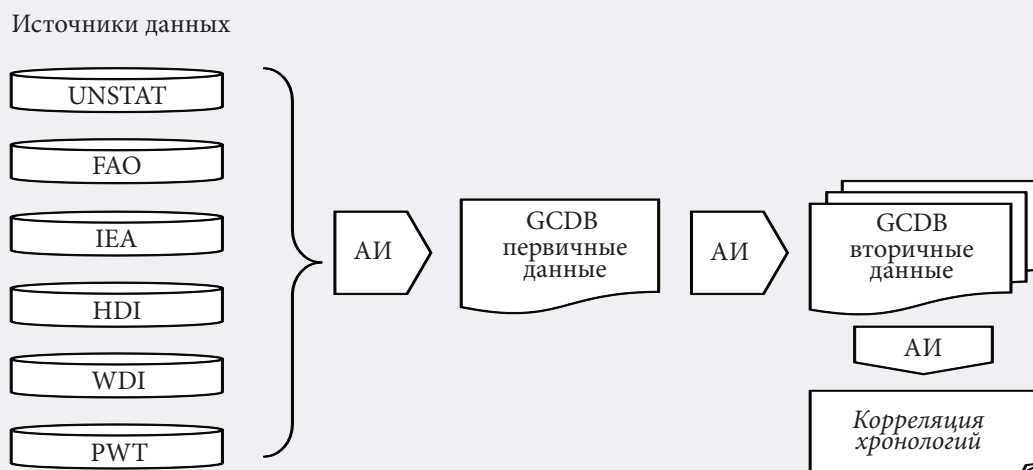 Источники данных
UNSTAT
FAO
IEA
HDI
WDI
PWT
АИ
GCDB
первичные
данные
АИ
GCDB
вторичные
данные
АИ
Корреляция
хронологий